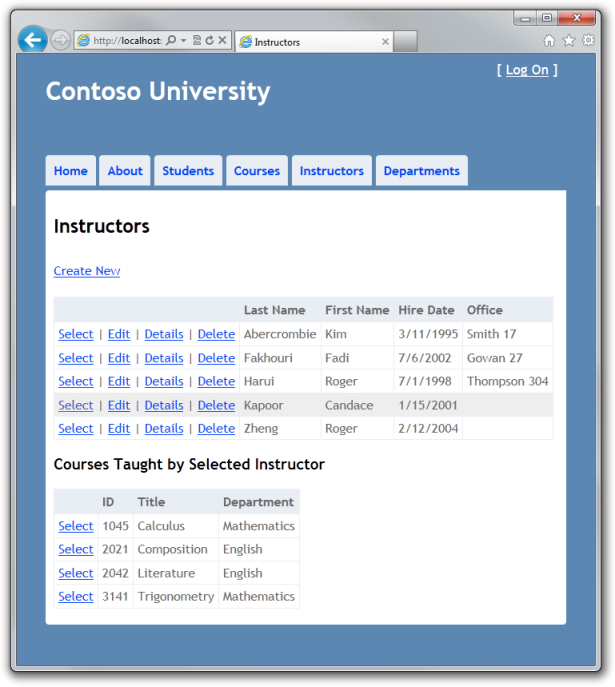 http://localhost:
Instructors
[ Log On ]
Contoso University
Home About Students Courses Instructors Departments
Instructors
Create New
Last Name First Name Hire Date Office
Select | Edit | Details | Delete Abercrombie Kim 3/11/1995 Smith 17
Select | Edit | Details | Delete Fakhouri Fadi 7/6/2002 Gowan 27
Select | Edit | Details | Delete Harui Roger 7/1/1998 Thompson 304
Select | Edit | Details | Delete Kapoor Candace 1/15/2001
Select | Edit | Details | Delete Zheng Roger 2/12/2004
Courses Taught by Selected Instructor
ID Title Department
Select 1045 Calculus Mathematics
Select 2021 Composition English
Select 2042 Literature English
Select 3141 Trigonometry Mathematics